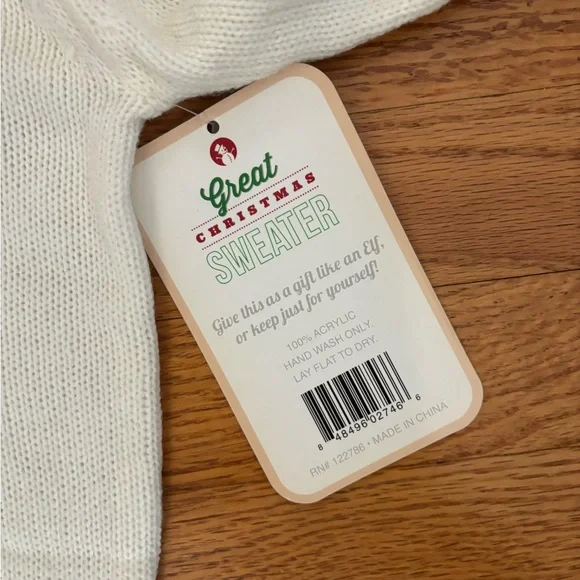 Great
CHRISTMAS
SWEATER
Give this as a gift like an Elf,
or keep just for yourself!
100% ACRYLIC
HAND WASH ONLY.
LAY FLAT TO DRY.
8 48496 02746 6
RN# 122786 • MADE IN CHINA